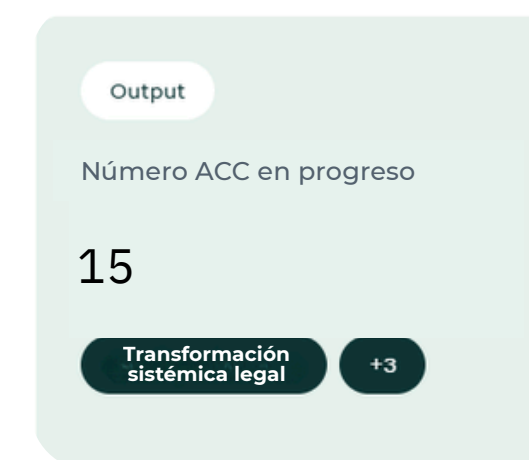 Output
Número ACC en progreso
15
Transformación
sistémica legal
+3